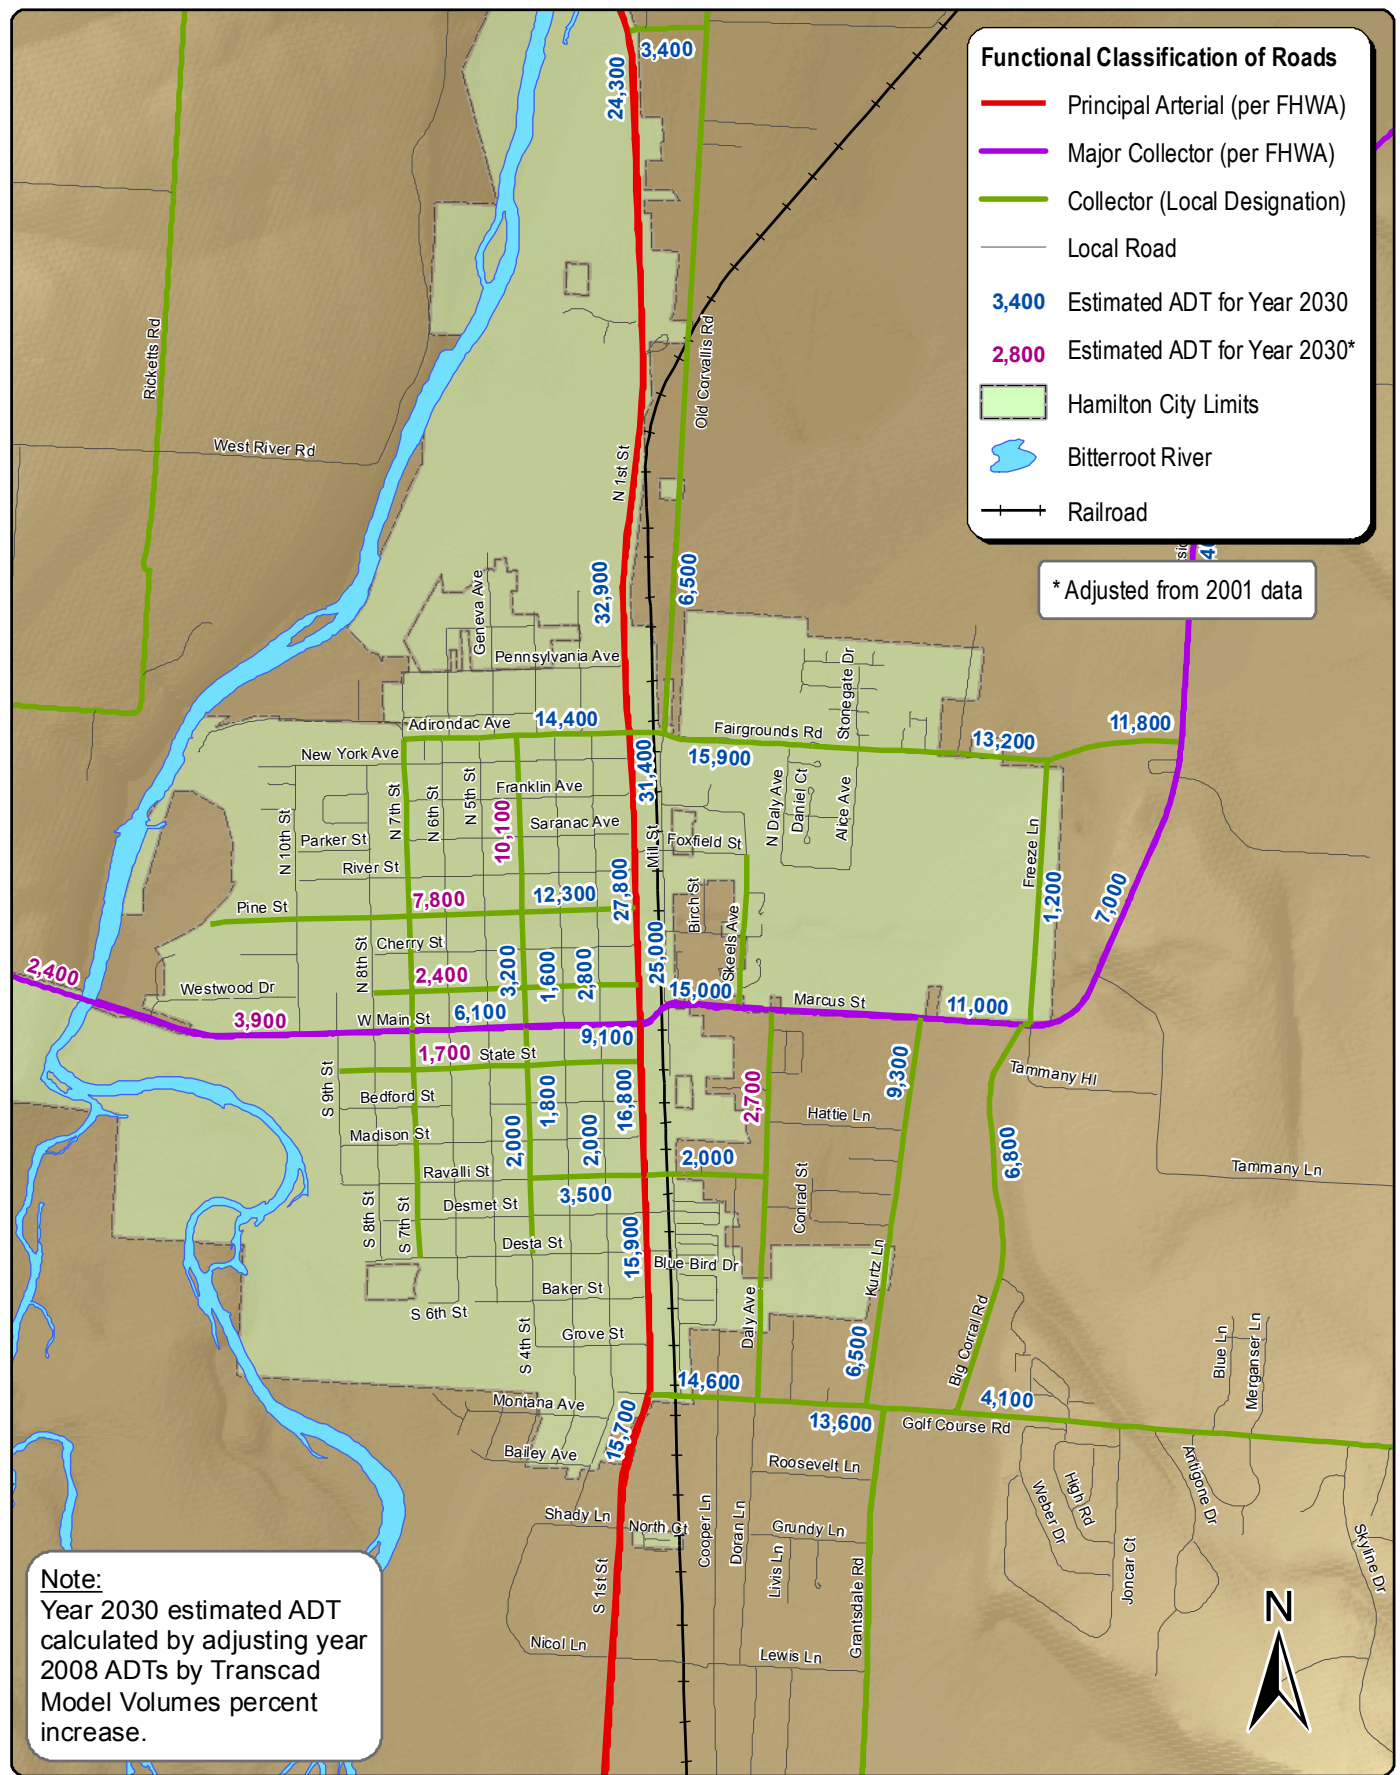 Functional Classification of Roads
Principal Arterial (per FHWA)
Major Collector (per FHWA)
Collector (Local Designation)
Local Road
3,400 Estimated ADT for Year 2030
2,800 Estimated ADT for Year 2030*
Hamilton City Limits
Bitterroot River
Railroad
* Adjusted from 2001 data
3,400
24,300
Ricketts Rd
Old Corvallis Rd
West River Rd
N 1st St
32,900
6,500
Geneva Ave
Pennsylvania Ave
Stonegate Dr
Adirondac Ave
14,400
Fairgrounds Rd
13,200
11,800
New York Ave
15,900
31,400
N 7th St
N 6th St
N 5th St
Franklin Ave
N Daly Ave
Daniel Ct
Alice Ave
N 10th St
10,100
Parker St
Saranac Ave
Mill St
Foxfield St
Freeze Ln
River St
7,800
12,300
27,800
Pine St
Birch St
Skeels Ave
1,200
7,000
N 8th St
Cherry St
2,400
2,400
3,200
1,600
2,800
25,000
Westwood Dr
15,000
Marcus St
11,000
3,900
W Main St
6,100
9,100
1,700
State St
S 9th St
Bedford St
1,800
16,800
2,700
9,300
Tammany Hl
Hattie Ln
Madison St
2,000
2,000
6,800
Ravalli St
2,000
Tammany Ln
3,500
S 8th St
S 7th St
Desmet St
Conrad St
Desta St
15,900
Blue Bird Dr
Kurtz Ln
Baker St
S 6th St
Daly Ave
Grove St
S 4th St
6,500
Big Corral Rd
Blue Ln
Merganser Ln
14,600
4,100
Montana Ave
15,700
13,600
Golf Course Rd
Bailey Ave
Roosevelt Ln
Weber Dr
High Rd
Antigone Dr
Shady Ln
North Ct
Cooper Ln
Doran Ln
Grundy Ln
Livis Ln
Joncar Ct
Skyline Dr
S 1st St
Grantsdale Rd
Nicol Ln
Lewis Ln
N
Note:
Year 2030 estimated ADT
calculated by adjusting year
2008 ADTs by Transcad
Model Volumes percent
increase.